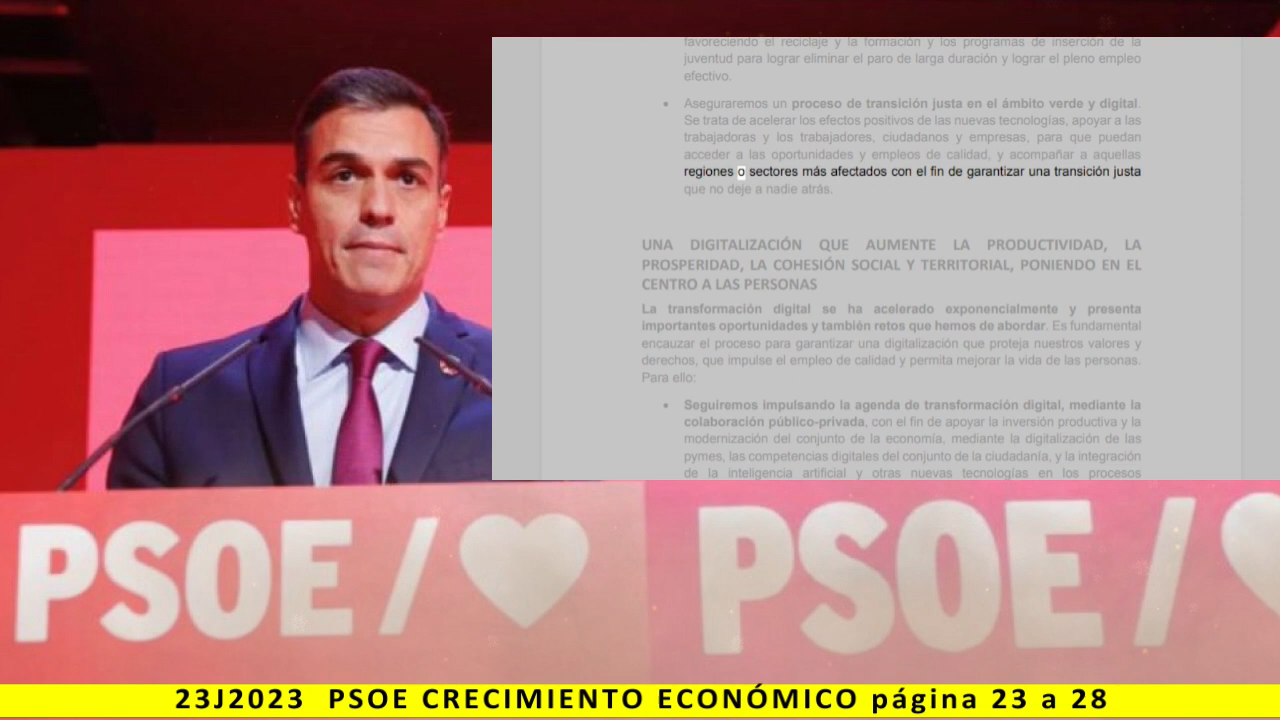 favoreciendo el reciclaje y la formación y los programas de inserción de la
juventud para lograr eliminar el paro de larga duración y lograr el pleno empleo
efectivo.
• Aseguraremos un proceso de transición justa en el ámbito verde y digital.
Se trata de acelerar los efectos positivos de las nuevas tecnologías, apoyar a las
trabajadoras y los trabajadores, ciudadanos y empresas, para que puedan
acceder a las oportunidades y empleos de calidad, y acompañar a aquellas
regiones o sectores más afectados con el fin de garantizar una transición justa
que no deje a nadie atrás.
UNA DIGITALIZACIÓN QUE AUMENTE LA PRODUCTIVIDAD, LA
PROSPERIDAD, LA COHESIÓN SOCIAL Y TERRITORIAL, PONIENDO EN EL
CENTRO A LAS PERSONAS
La transformación digital se ha acelerado exponencialmente y presenta
importantes oportunidades y también retos que hemos de abordar. Es fundamental
encauzar el proceso para garantizar una digitalización que proteja nuestros valores y
derechos, que impulse el empleo de calidad y permita mejorar la vida de las personas.
Para ello:
• Seguiremos impulsando la agenda de transformación digital, mediante la
colaboración público-privada, con el fin de apoyar la inversión productiva y la
modernización del conjunto de la economía, mediante la digitalización de las
pymes, las competencias digitales del conjunto de la ciudadanía, y la integración
de la inteligencia artificial y otras nuevas tecnologías en los procesos
PSOE/ PSOE/
23J2023 PSOE CRECIMIENTO ECONÓMICO página 23 a 28